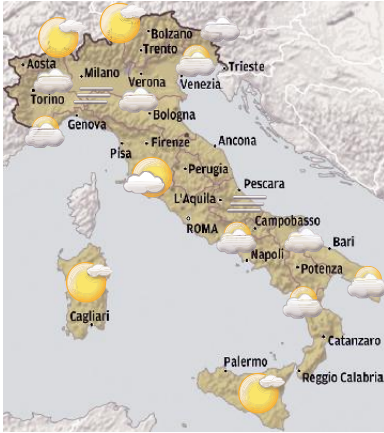 Bolzano
Trento
Aosta
Milano
Verona
Trieste
Venezia
Torino
Genova
Bologna
Pisa
Firenze
Ancona
Perugia
Pescara
L'Aquila
ROMA
Campobasso
Bari
Napoli
Potenza
Cagliari
Catanzaro
Palermo
Reggio Calabria